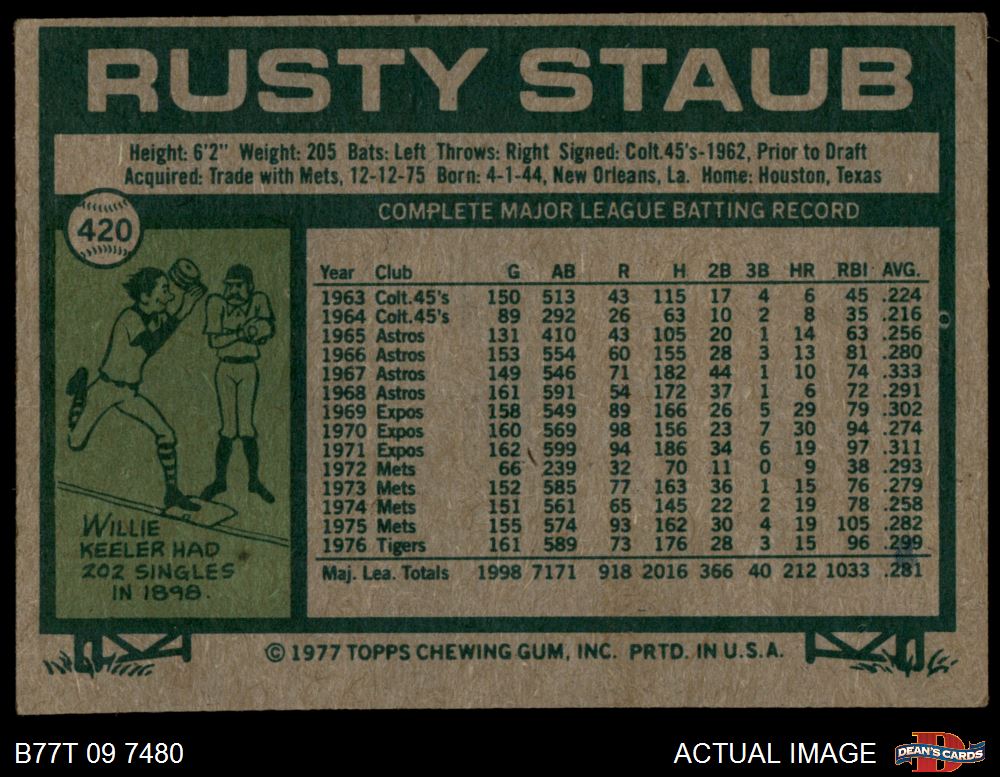 RUSTY STAUB
Height: 6'2" Weight: 205 Bats: Left Throws: Right Signed: Colt.45's-1962, Prior to Draft
Acquired: Trade with Mets, 12-12-75 Born: 4-1-44, New Orleans, La. Home: Houston, Texas
420
COMPLETE MAJOR LEAGUE BATTING RECORD
Year Club G AB R H 2B 3B HR RBI AVG.
1963 Colt.45's 150 513 43 115 17 4 6 45 .224
1964 Colt.45's 89 292 26 63 10 2 8 35 .216
1965 Astros 131 410 43 105 20 1 14 63 .256
1966 Astros 153 554 60 155 28 3 13 81 .280
1967 Astros 149 546 71 182 44 1 10 74 .333
1968 Astros 161 591 54 172 37 1 6 72 .291
1969 Expos 158 549 89 166 26 5 29 79 .302
1970 Expos 160 569 98 156 23 7 30 94 .274
1971 Expos 162 599 94 186 34 6 19 97 .311
1972 Mets 66 239 32 70 11 0 9 38 .293
1973 Mets 152 585 77 163 36 1 15 76 .279
1974 Mets 151 561 65 145 22 2 19 78 .258
1975 Mets 155 574 93 162 30 4 19 105 .282
1976 Tigers 161 589 73 176 28 3 15 96 .299
Maj. Lea. Totals 1998 7171 918 2016 366 40 212 1033 .281
WILLIE
KEELER HAD
202 SINGLES
IN 1898.
© 1977 TOPPS CHEWING GUM, INC. PRTD. IN U.S.A.
B77T 09 7480
ACTUAL IMAGE
DEAN'S CARDS